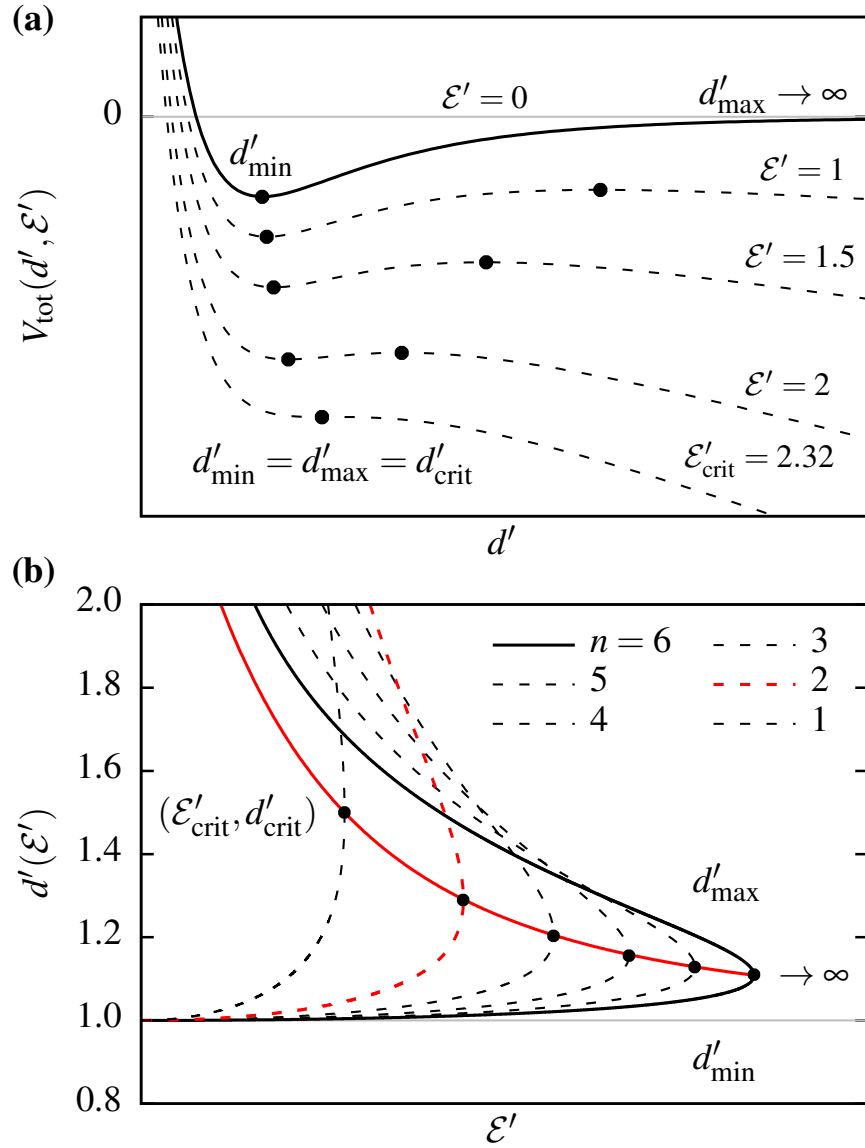 (a)
0
ℰ′ = 0
d′max → ∞
d′min
ℰ′ = 1
ℰ′ = 1.5
ℰ′ = 2
ℰ′crit = 2.32
d′min = d′max = d′crit
Vtot(d′, ℰ′)
d′
(b)
2.0
1.8
1.6
1.4
1.2
1.0
0.8
n = 6
5
4
3
2
1
(ℰ′crit, d′crit)
d′max
→ ∞
d′min
d′(ℰ′)
ℰ′